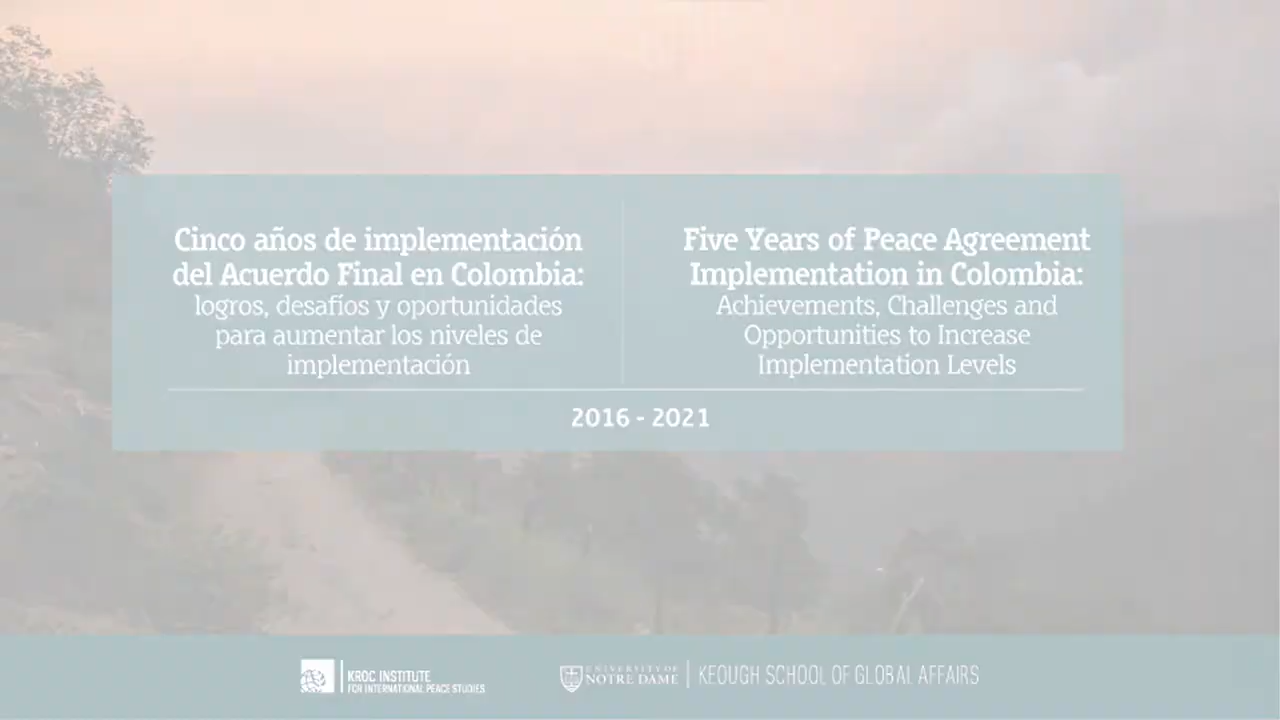 Cinco años de implementación
del Acuerdo Final en Colombia:
logros, desafíos y oportunidades
para aumentar los niveles de
implementación
Five Years of Peace Agreement
Implementation in Colombia:
Achievements, Challenges and
Opportunities to Increase
Implementation Levels
2016 - 2021
KROC INSTITUTE
FOR INTERNATIONAL PEACE STUDIES
UNIVERSITY OF
NOTRE DAME
KEOUGH SCHOOL OF GLOBAL AFFAIRS